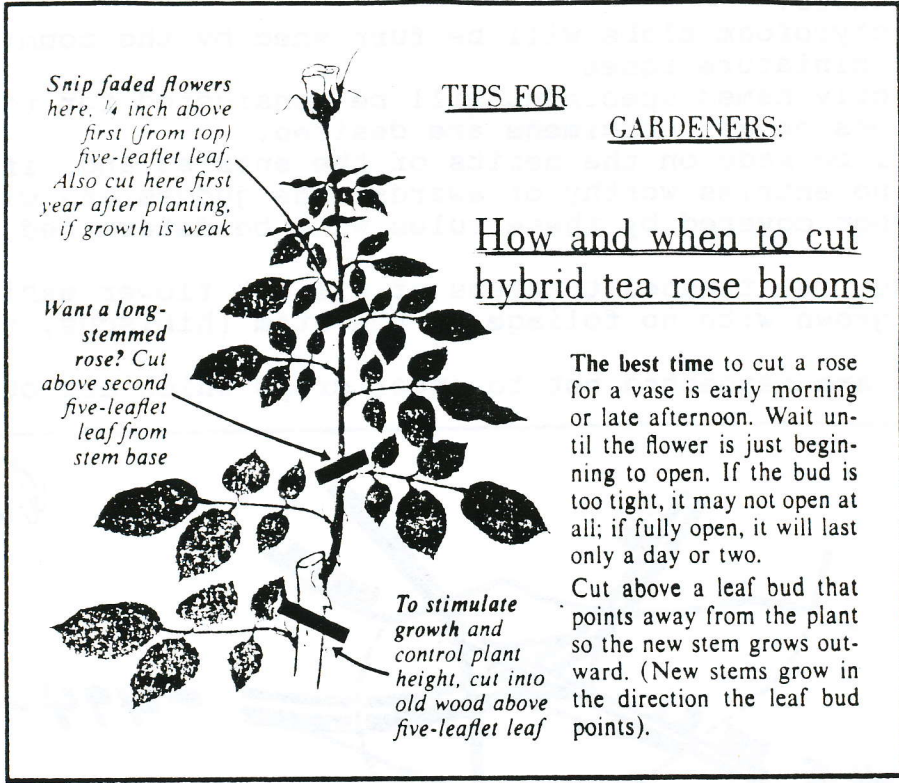 Snip faded flowers
here, ¼ inch above
first (from top)
five-leaflet leaf.
Also cut here first
year after planting,
if growth is weak
TIPS FOR
GARDENERS:
How and when to cut
hybrid tea rose blooms
Want a long-
stemmed
rose? Cut
above second
five-leaflet
leaf from
stem base
The best time to cut a rose
for a vase is early morning
or late afternoon. Wait un-
til the flower is just begin-
ning to open. If the bud is
too tight, it may not open at
all; if fully open, it will last
only a day or two.
Cut above a leaf bud that
points away from the plant
so the new stem grows out-
ward. (New stems grow in
the direction the leaf bud
points).
To stimulate
growth and
control plant
height, cut into
old wood above
five-leaflet leaf